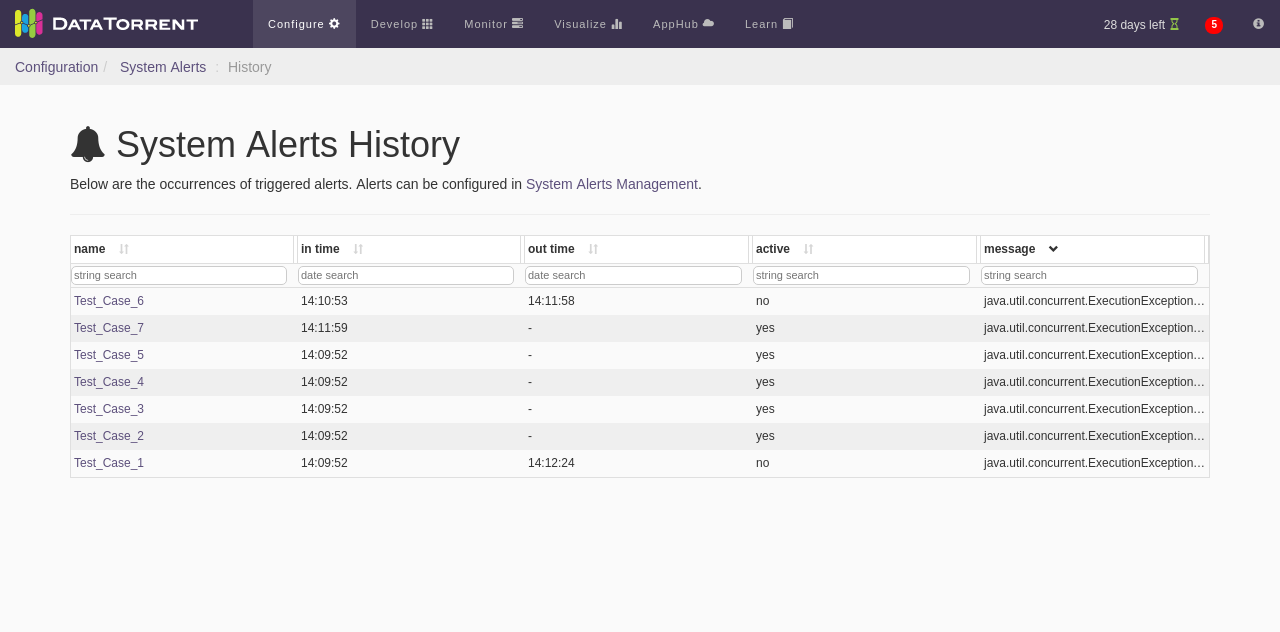 DATATORRENT Configure Develop Monitor Visualize AppHub Learn 28 days left 5
Configuration / System Alerts : History
System Alerts History
Below are the occurrences of triggered alerts. Alerts can be configured in System Alerts Management.
name in time out time active message
string search date search date search string search string search
Test_Case_6 14:10:53 14:11:58 no java.util.concurrent.ExecutionException…
Test_Case_7 14:11:59 - yes java.util.concurrent.ExecutionException…
Test_Case_5 14:09:52 - yes java.util.concurrent.ExecutionException…
Test_Case_4 14:09:52 - yes java.util.concurrent.ExecutionException…
Test_Case_3 14:09:52 - yes java.util.concurrent.ExecutionException…
Test_Case_2 14:09:52 - yes java.util.concurrent.ExecutionException…
Test_Case_1 14:09:52 14:12:24 no java.util.concurrent.ExecutionException…